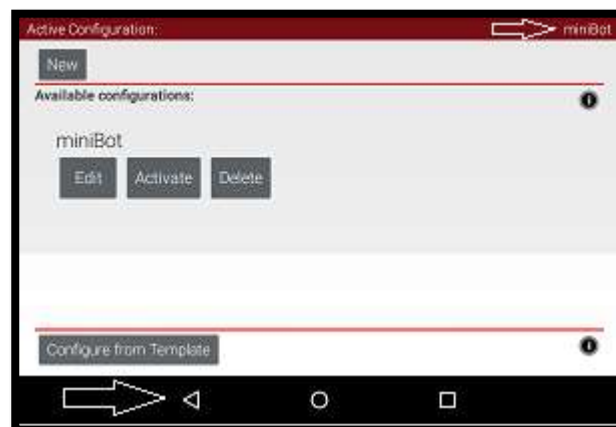 Active Configuration: miniBot
New
Available configurations:
miniBot
Edit Activate Delete
Configure from Template